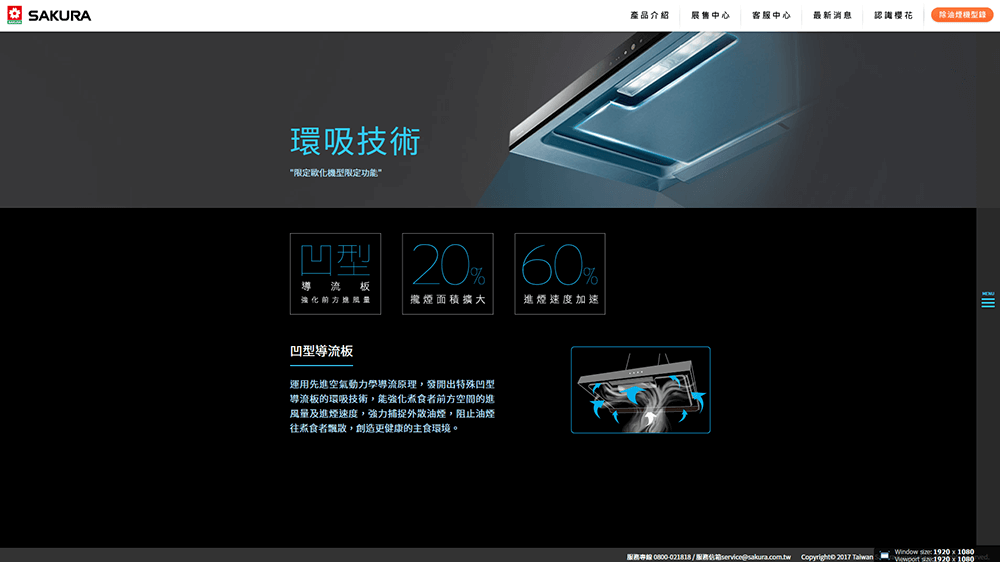 SAKURA
產品介紹 展售中心 客服中心 最新消息 認識櫻花 除油煙機型錄
環吸技術
"限定歐化機型限定功能"
凹型
導流板
強化前方進風量
20%
攏煙面積擴大
60%
進煙速度加速
MENU
凹型導流板
運用先進空氣動力學導流原理，發開出特殊凹型
導流板的環吸技術，能強化煮食者前方空間的進
風量及進煙速度，強力捕捉外散油煙，阻止油煙
往煮食者飄散，創造更健康的主食環境。
服務專線 0800-021818 / 服務信箱service@sakura.com.tw Copyright© 2017 Taiwan
Window size: 1920 x 1080
Viewport size: 1920 x 1080